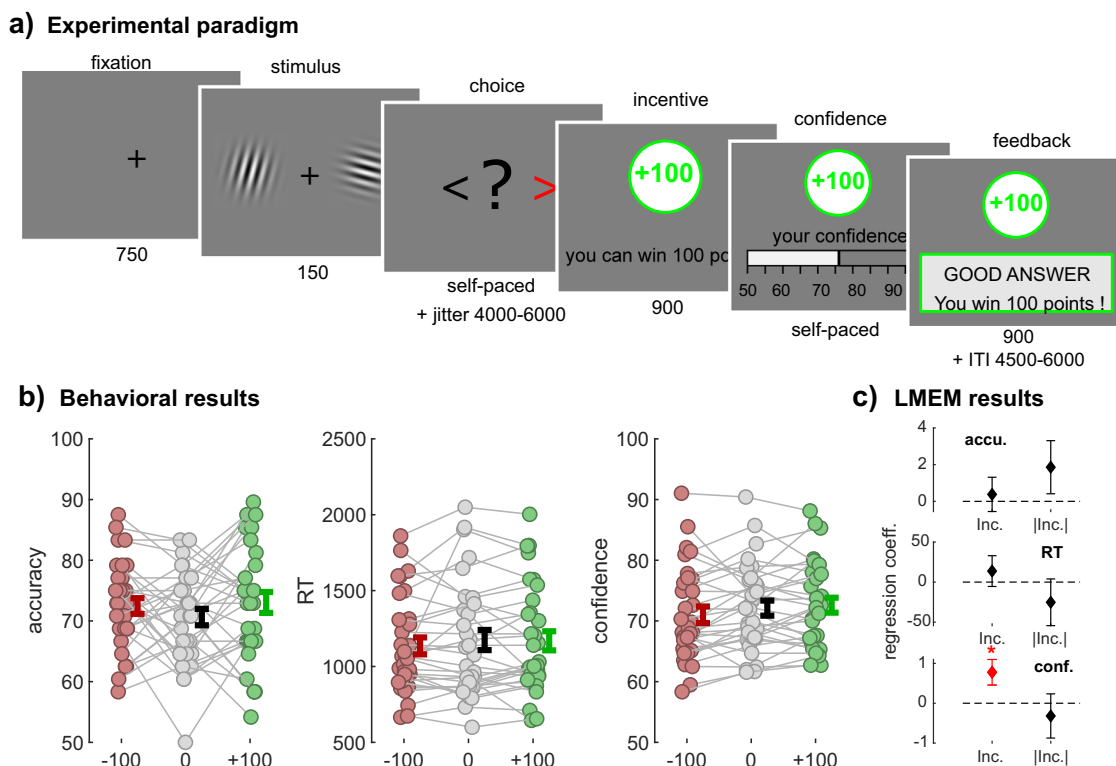 a) Experimental paradigm
fixation
+
750
stimulus
+
150
choice
< ? >
self-paced
+ jitter 4000-6000
incentive
+100
you can win 100 po
900
confidence
+100
your confidence
50 60 70 80 90
self-paced
feedback
+100
GOOD ANSWER
You win 100 points !
900
+ ITI 4500-6000
b) Behavioral results
accuracy
100
90
80
70
60
50
-100 0 +100
RT
2500
2000
1500
1000
500
-100 0 +100
confidence
100
90
80
70
60
50
-100 0 +100
c) LMEM results
regression coeff.
accu.
4
2
0
Inc. |Inc.|
RT
50
0
-50
Inc. |Inc.|
conf.
*
1
0
-1
Inc. |Inc.|